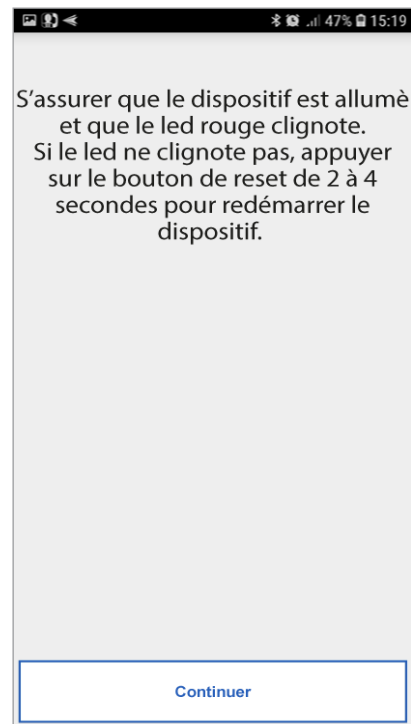 47% 15:19
S'assurer que le dispositif est allumè
et que le led rouge clignote.
Si le led ne clignote pas, appuyer
sur le bouton de reset de 2 à 4
secondes pour redémarrer le
dispositif.
Continuer